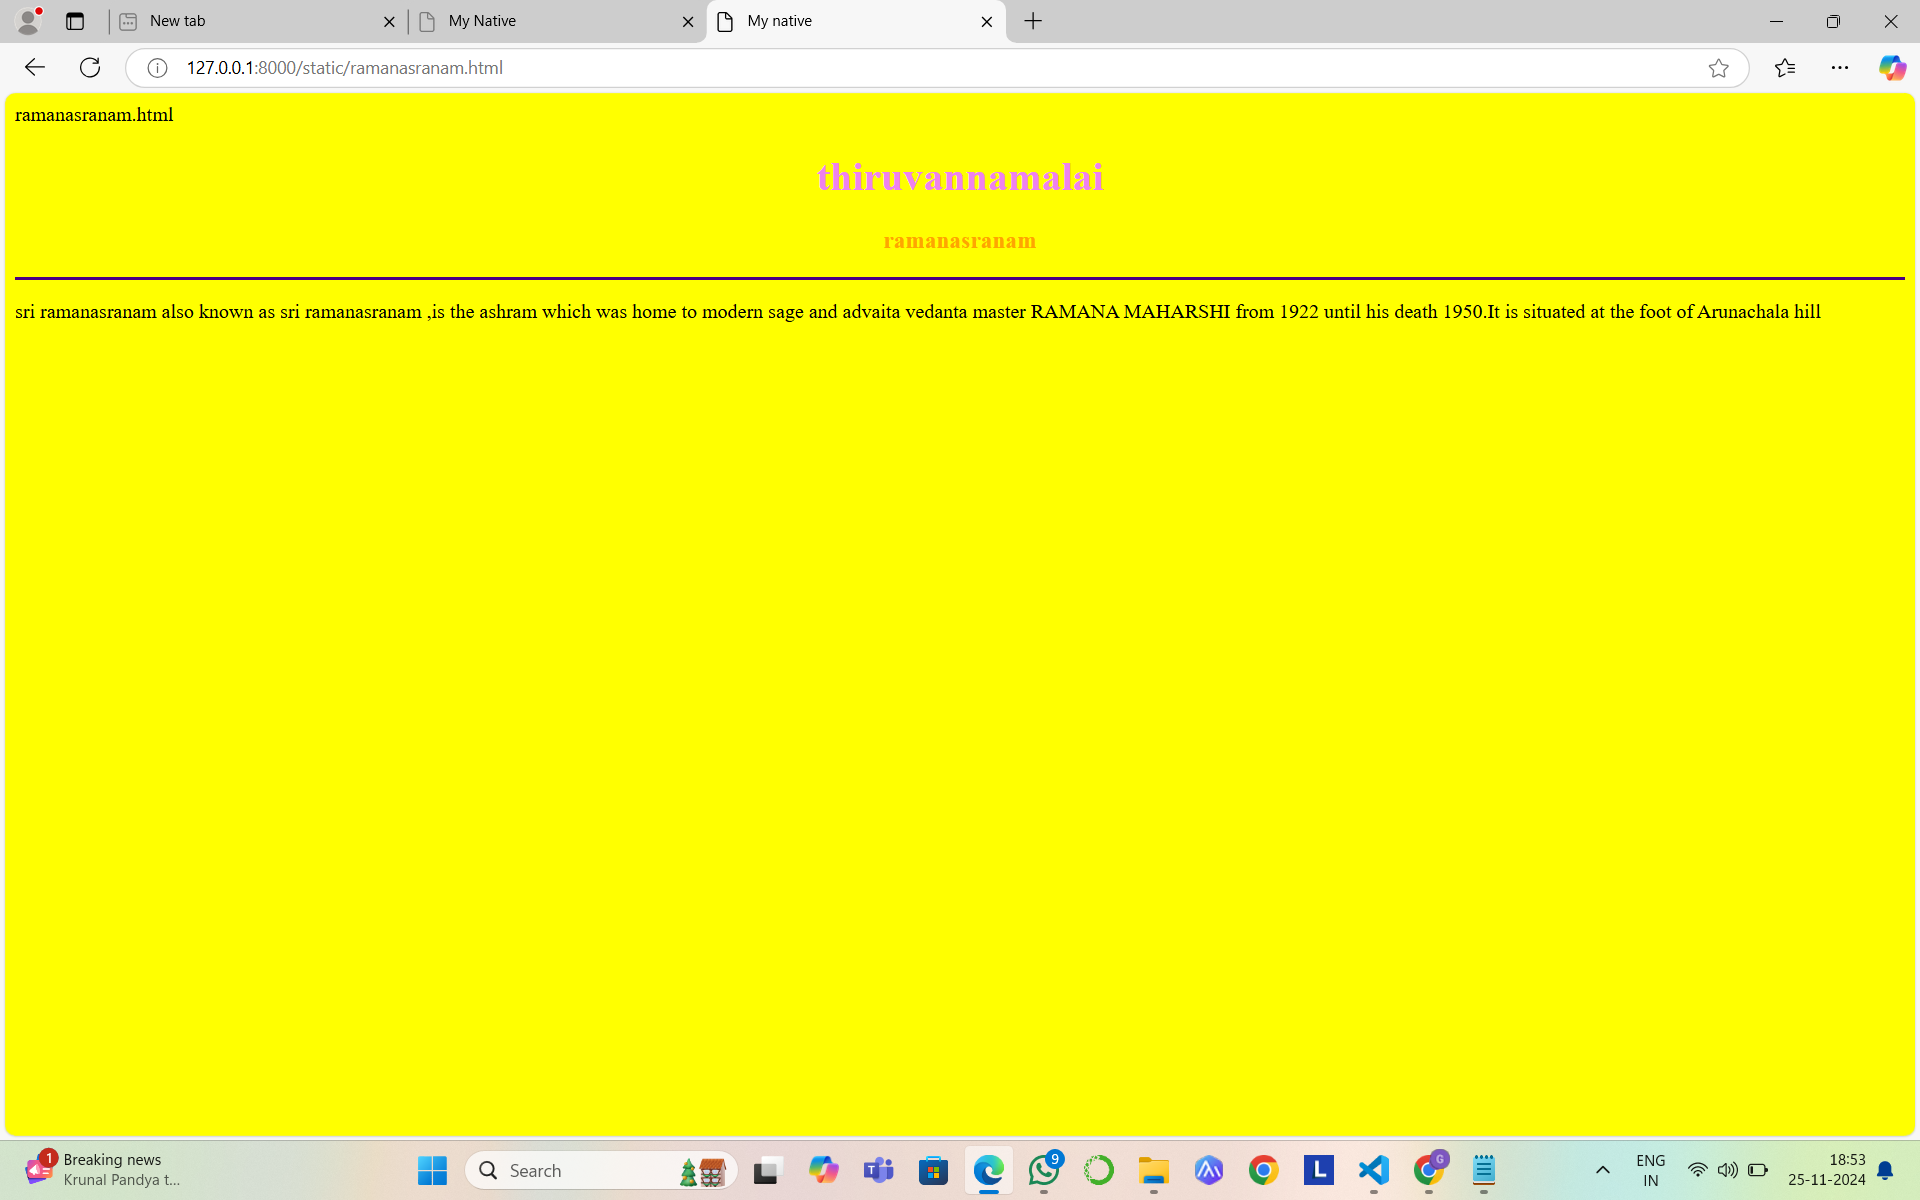 New tab
My Native
My native
127.0.0.1:8000/static/ramanasranam.html
ramanasranam.html
thiruvannamalai
ramanasranam
sri ramanasranam also known as sri ramanasranam ,is the ashram which was home to modern sage and advaita vedanta master RAMANA MAHARSHI from 1922 until his death 1950.It is situated at the foot of Arunachala hill
1
Breaking news
Krunal Pandya t...
Search
T
9
L
G
ENG
IN
18:53
25-11-2024